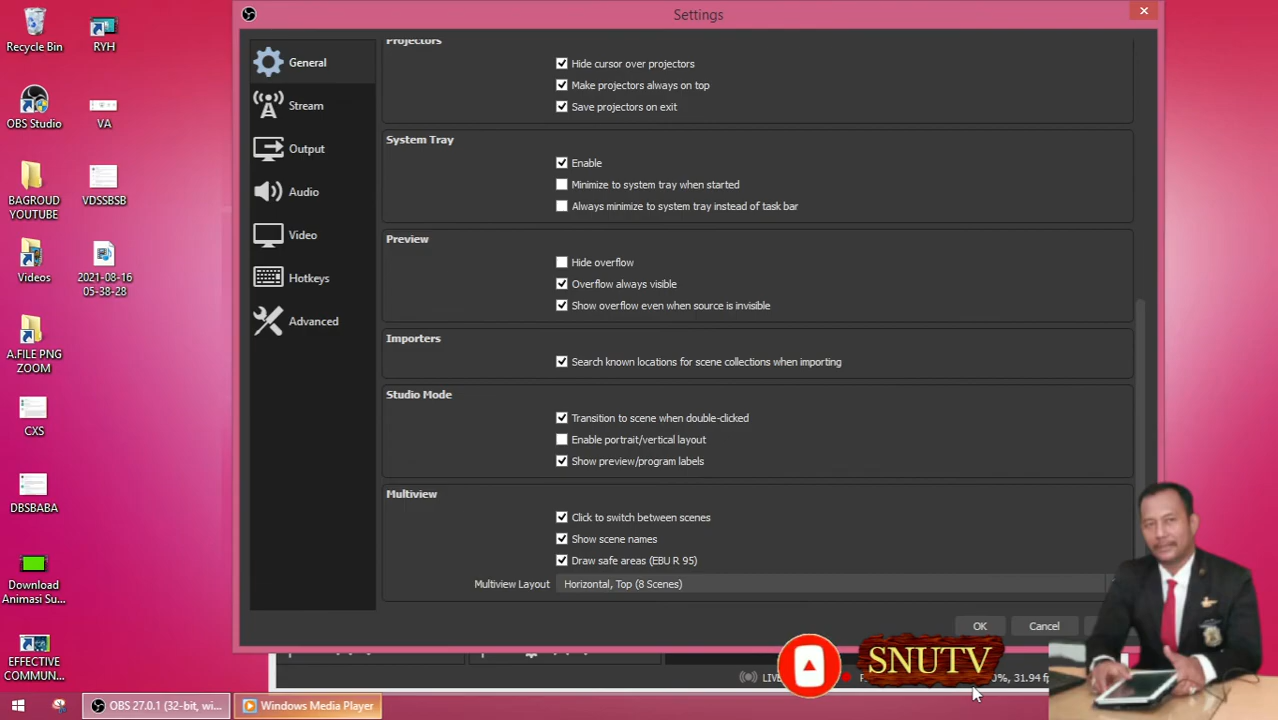 Settings
Recycle Bin
RYH
OBS Studio
VA
BAGROUD
YOUTUBE
VDSSBSB
Videos
2021-08-16
05-38-28
A.FILE PNG
ZOOM
CXS
DBSBABA
Download
Animasi Su...
EFFECTIVE
COMMUN...
General
Stream
Output
Audio
Video
Hotkeys
Advanced
Projectors
Hide cursor over projectors
Make projectors always on top
Save projectors on exit
System Tray
Enable
Minimize to system tray when started
Always minimize to system tray instead of task bar
Preview
Hide overflow
Overflow always visible
Show overflow even when source is invisible
Importers
Search known locations for scene collections when importing
Studio Mode
Transition to scene when double-clicked
Enable portrait/vertical layout
Show preview/program labels
Multiview
Click to switch between scenes
Show scene names
Draw safe areas (EBU R 95)
Multiview Layout
Horizontal, Top (8 Scenes)
OK
Cancel
SNUTV
0%, 31.94 fp
OBS 27.0.1 (32-bit, wi...
Windows Media Player